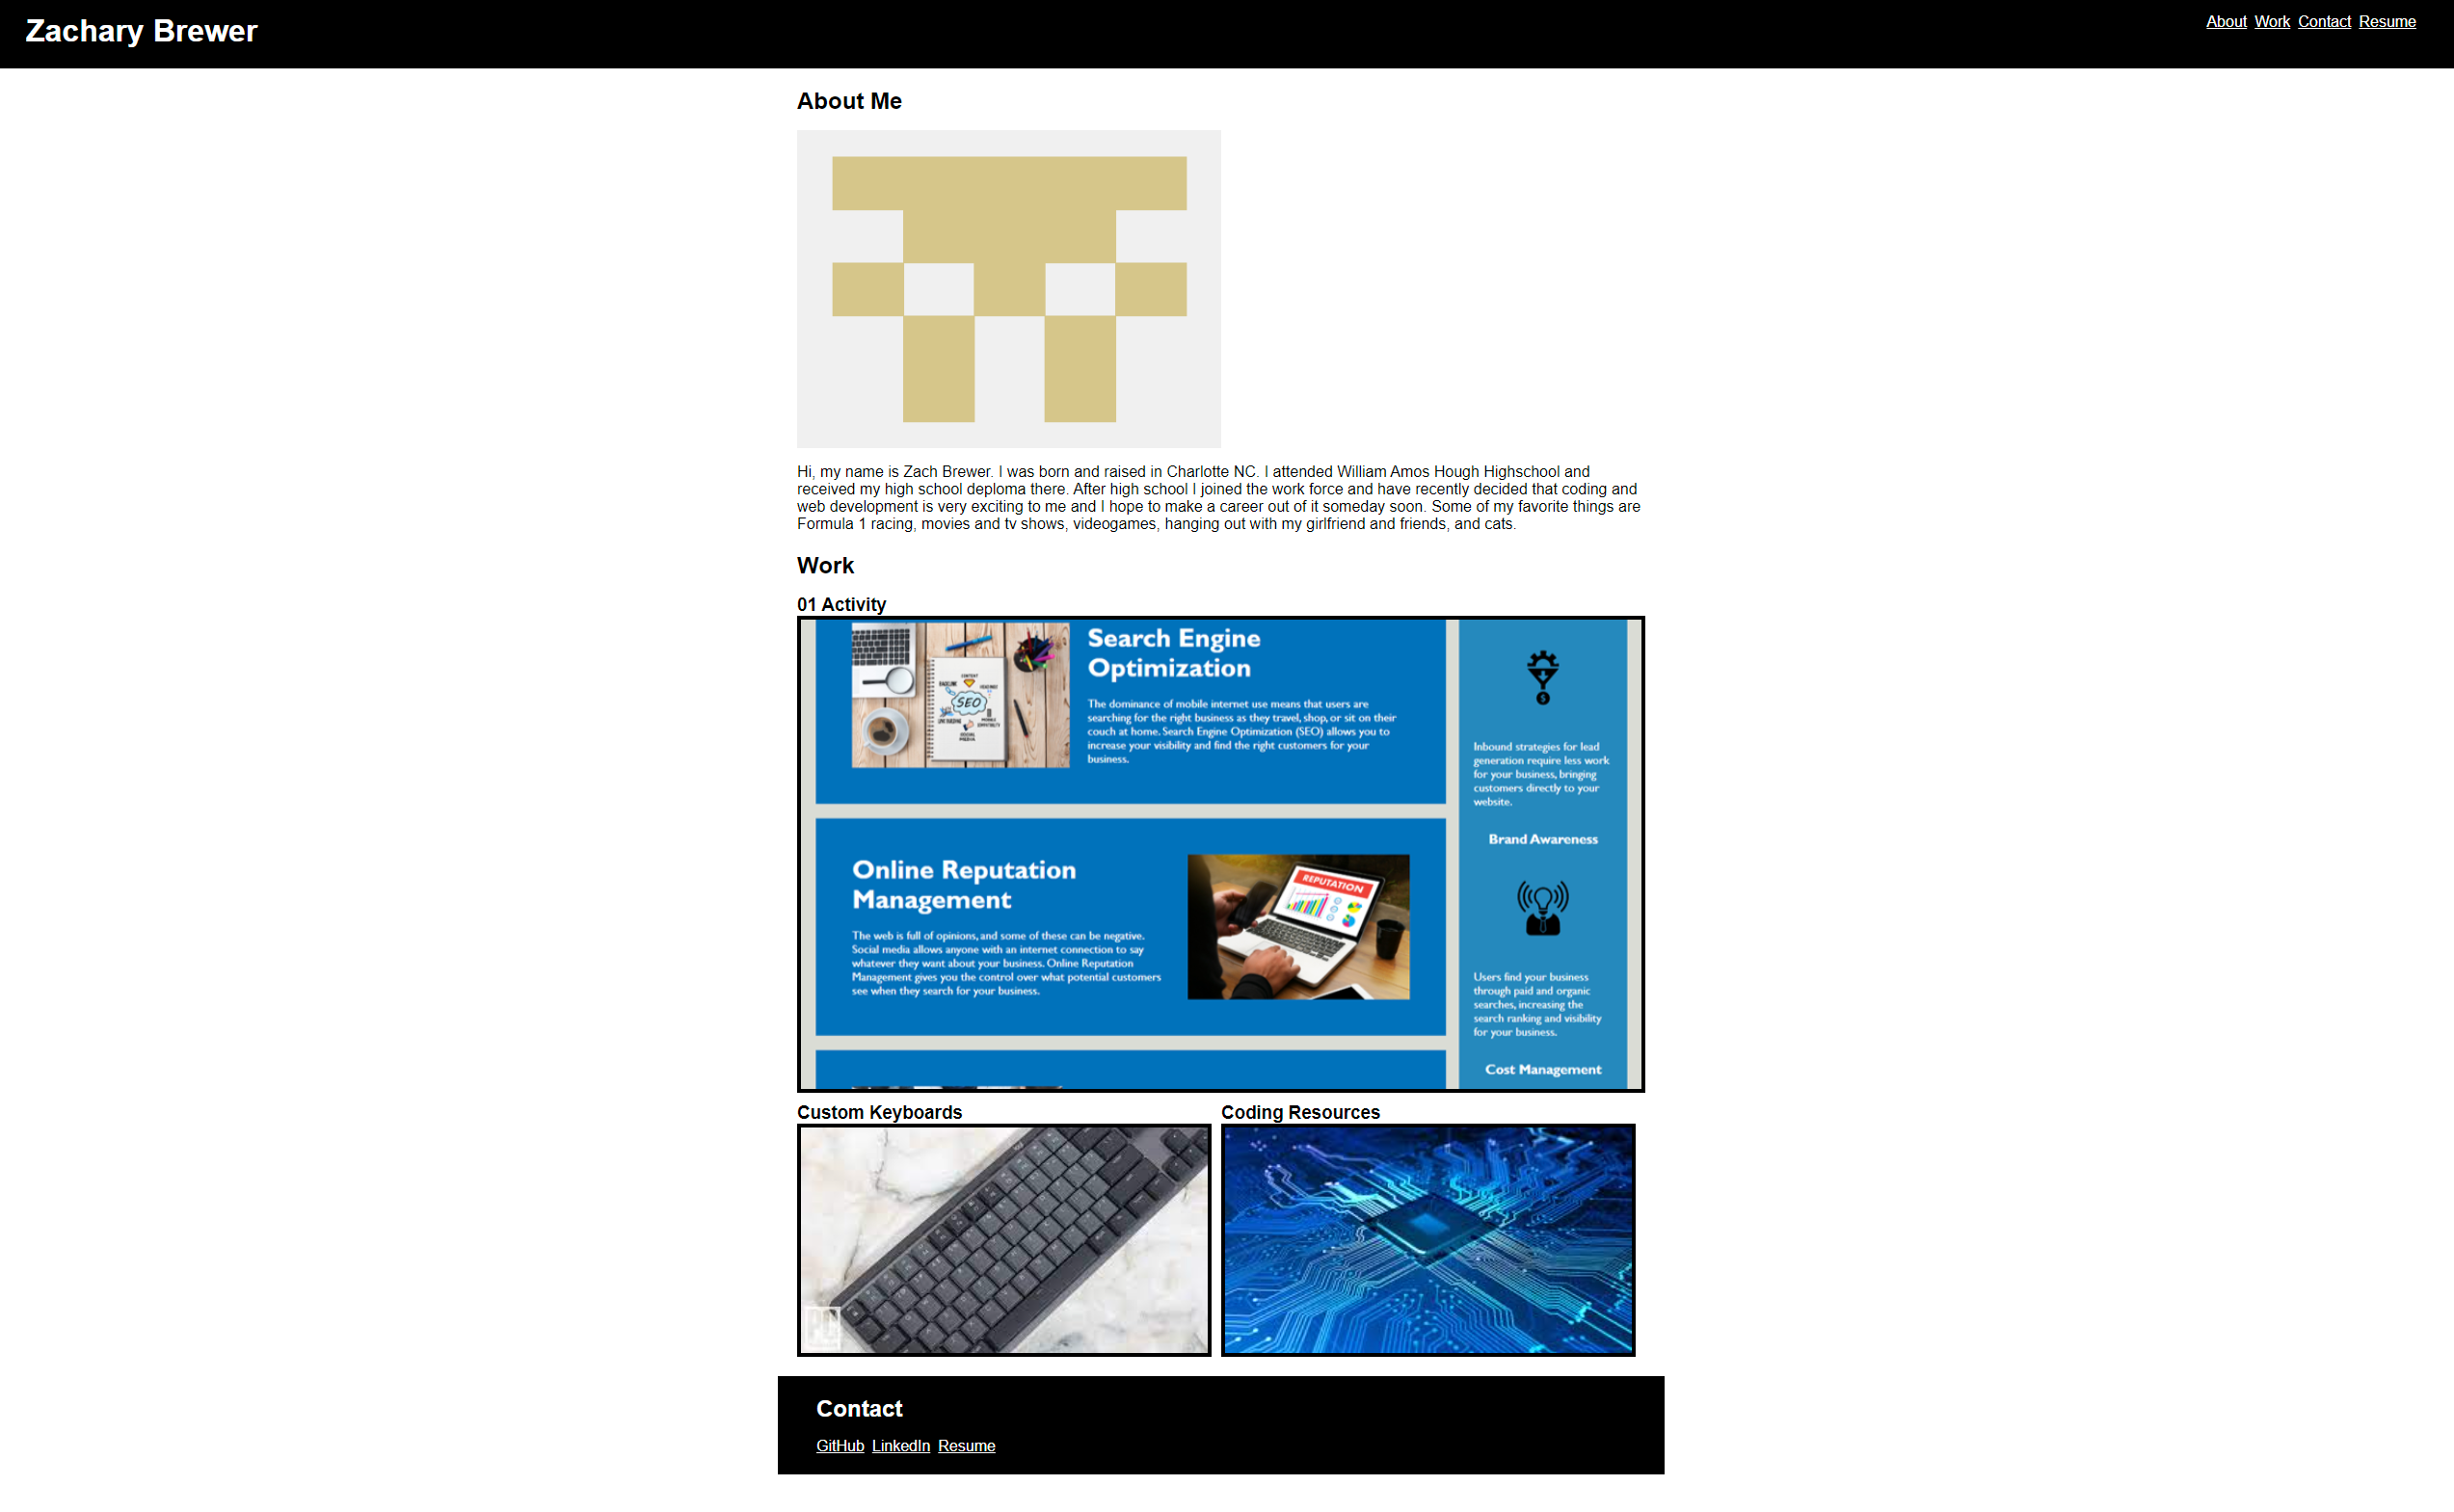 Zachary Brewer
About Work Contact Resume
About Me
Hi, my name is Zach Brewer. I was born and raised in Charlotte NC. I attended William Amos Hough Highschool and
received my high school deploma there. After high school I joined the work force and have recently decided that coding and
web development is very exciting to me and I hope to make a career out of it someday soon. Some of my favorite things are
Formula 1 racing, movies and tv shows, videogames, hanging out with my girlfriend and friends, and cats.
Work
01 Activity
SEO
Search Engine
Optimization
The dominance of mobile internet use means that users are
searching for the right business as they travel, shop, or sit on their
couch at home. Search Engine Optimization (SEO) allows you to
increase your visibility and find the right customers for your
business.
Inbound strategies for lead
generation require less work
for your business, bringing
customers directly to your
website.
Brand Awareness
Online Reputation
Management
The web is full of opinions, and some of these can be negative.
Social media allows anyone with an internet connection to say
whatever they want about your business. Online Reputation
Management gives you the control over what potential customers
see when they search for your business.
REPUTATION
Users find your business
through paid and organic
searches, increasing the
search ranking and visibility
for your business.
Cost Management
Custom Keyboards
Coding Resources
PC
Contact
GitHub LinkedIn Resume